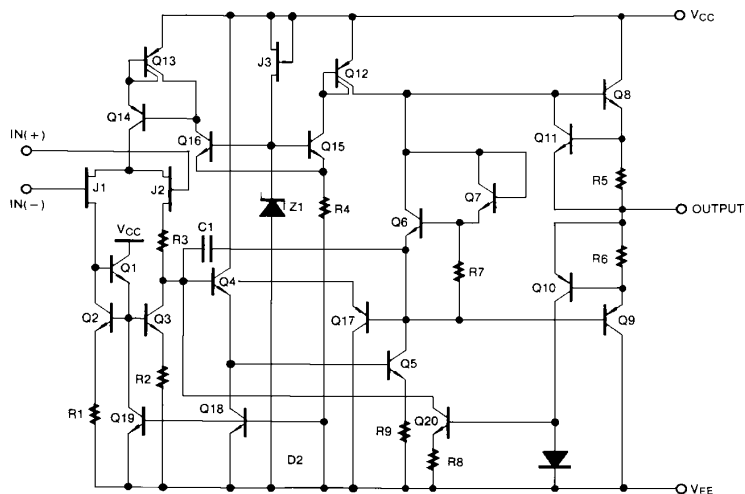 VCC
Q13
J3
Q12
Q8
Q14
Q11
Q16
Q15
IN(+)
R5
J1
J2
Z1
R4
Q7
OUTPUT
IN(−)
Q6
VCC
R3
C1
R6
Q1
R7
Q10
Q4
Q2
Q3
Q17
Q9
Q5
R2
R1
Q19
Q18
Q20
R9
D2
R8
VEE